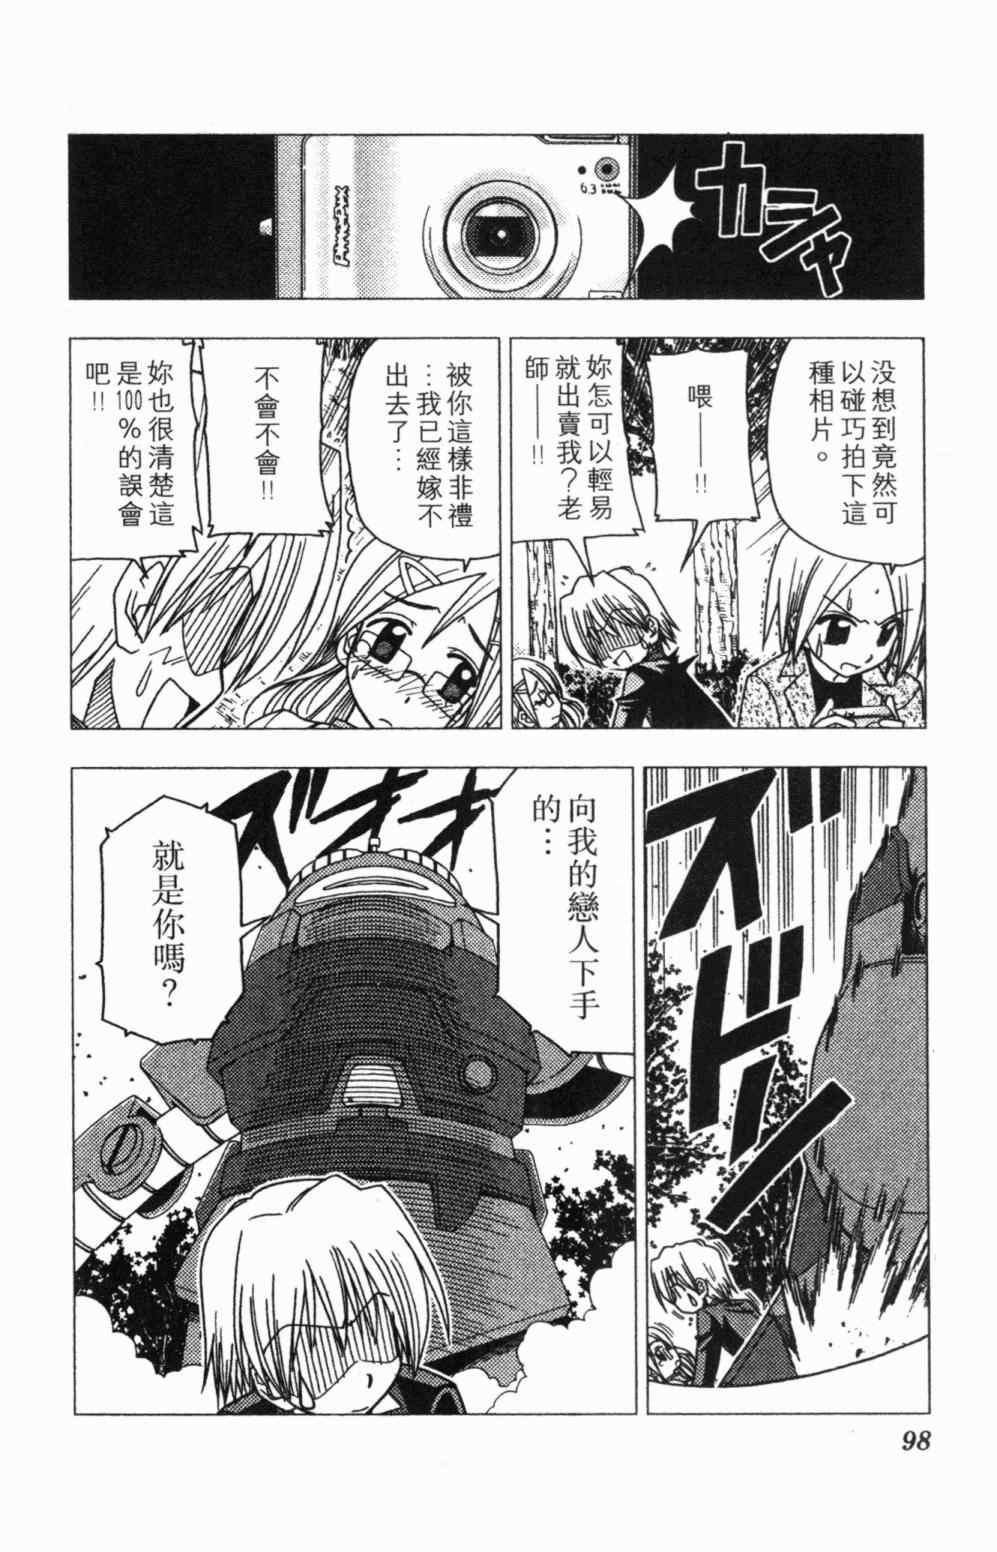 カシャ
6.3
没想到竟然可
以碰巧拍下這
種相片。
喂——!!
妳怎可以輕易
就出賣我？老
師——!!
被你這樣非禮
…我已經嫁不
出去了…
不會不會!!
妳也很清楚這
是100%的誤會
吧!!
ズド
向我的戀人下手
的…
就是你嗎？
ズオオ
98